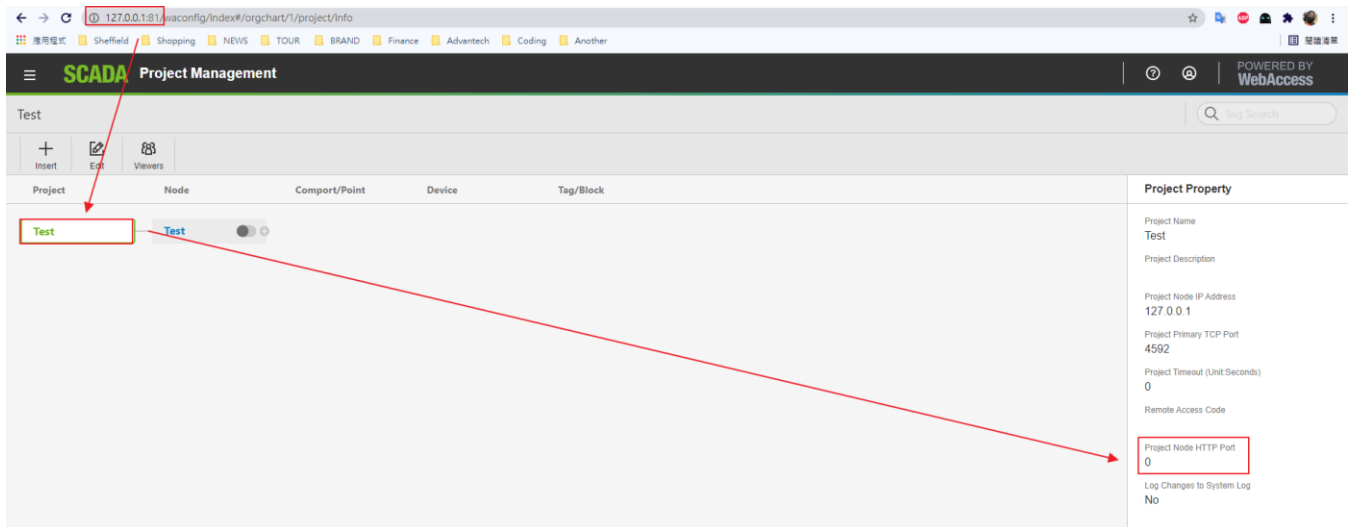 127.0.0.1:81/waconfig/index#/orgchart/1/project/info
應用程式 Sheffield Shopping NEWS TOUR BRAND Finance Advantech Coding Another 閱讀清單
SCADA Project Management POWERED BY
WebAccess
Test Tag Search
Insert Edit Viewers
Project Node Comport/Point Device Tag/Block Project Property
Test Test
Project Name
Test
Project Description
Project Node IP Address
127.0.0.1
Project Primary TCP Port
4592
Project Timeout (Unit:Seconds)
0
Remote Access Code
Project Node HTTP Port
0
Log Changes to System Log
No